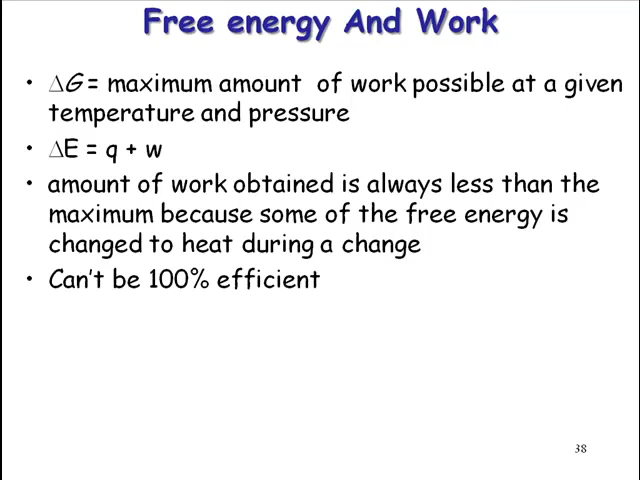 Free energy And Work
• ∆G = maximum amount of work possible at a given
temperature and pressure
• ∆E = q + w
• amount of work obtained is always less than the
maximum because some of the free energy is
changed to heat during a change
• Can't be 100% efficient
38